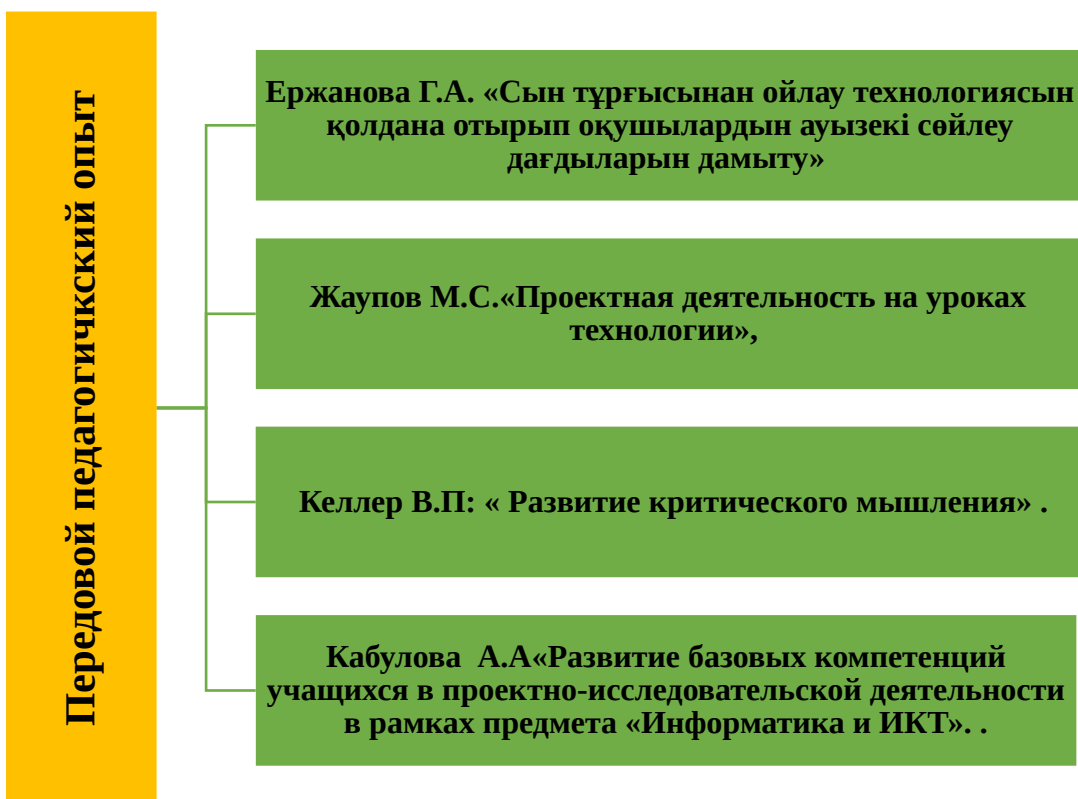 Передовой педагогичкский опыт
Ержанова Г.А. «Сын тұрғысынан ойлау технологиясын
қолдана отырып оқушылардын ауызекі сөйлеу
дағдыларын дамыту»
Жаупов М.С.«Проектная деятельность на уроках
технологии»,
Келлер В.П: « Развитие критического мышления» .
Кабулова  А.А«Развитие базовых компетенций
учащихся в проектно-исследовательской деятельности
в рамках предмета «Информатика и ИКТ». .